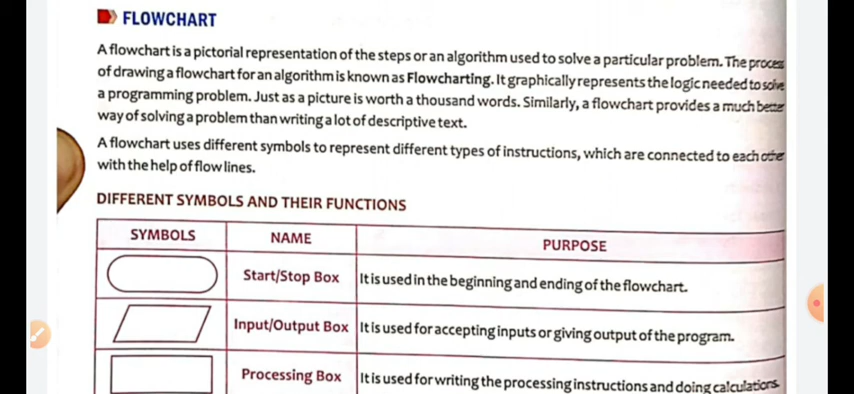 FLOWCHART
A flowchart is a pictorial representation of the steps or an algorithm used to solve a particular problem. The process
of drawing a flowchart for an algorithm is known as Flowcharting. It graphically represents the logic needed to solve
a programming problem. Just as a picture is worth a thousand words. Similarly, a flowchart provides a much better
way of solving a problem than writing a lot of descriptive text.
A flowchart uses different symbols to represent different types of instructions, which are connected to each other
with the help of flow lines.
DIFFERENT SYMBOLS AND THEIR FUNCTIONS
SYMBOLS NAME PURPOSE
Start/Stop Box It is used in the beginning and ending of the flowchart.
Input/Output Box It is used for accepting inputs or giving output of the program.
Processing Box It is used for writing the processing instructions and doing calculations.